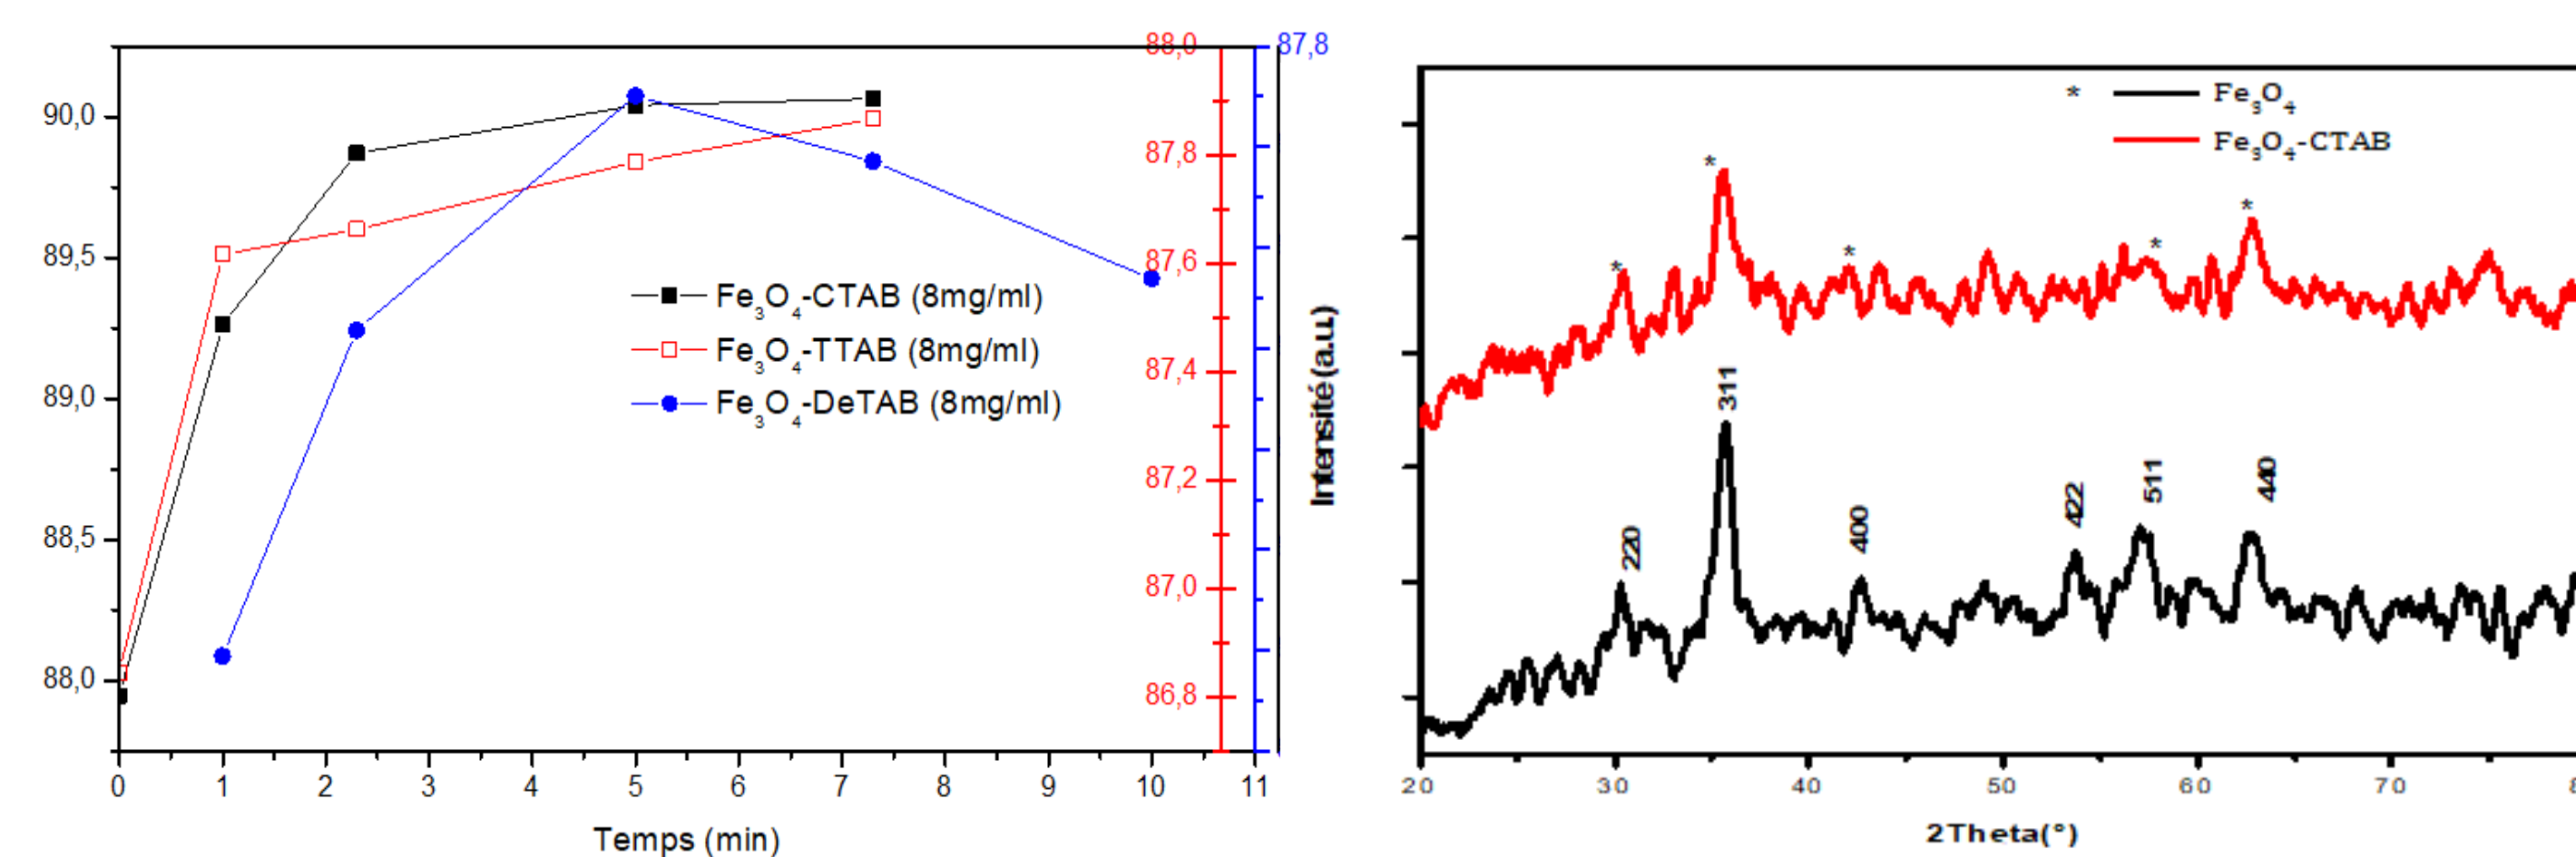 88,0
87,8
90,0
87,8
89,5
87,6
Fe3O4-CTAB (8mg/ml)
Fe3O4-TTAB (8mg/ml)
87,4
89,0
Fe3O4-DeTAB (8mg/ml)
87,2
88,5
87,0
88,0
86,8
0 1 2 3 4 5 6 7 8 9 10 11
Temps (min)
* Fe3O4
Fe3O4-CTAB
* * * * *
Intensité(a.u.)
220 311 400 422 511 440
20 30 40 50 60 70
2Theta(°)